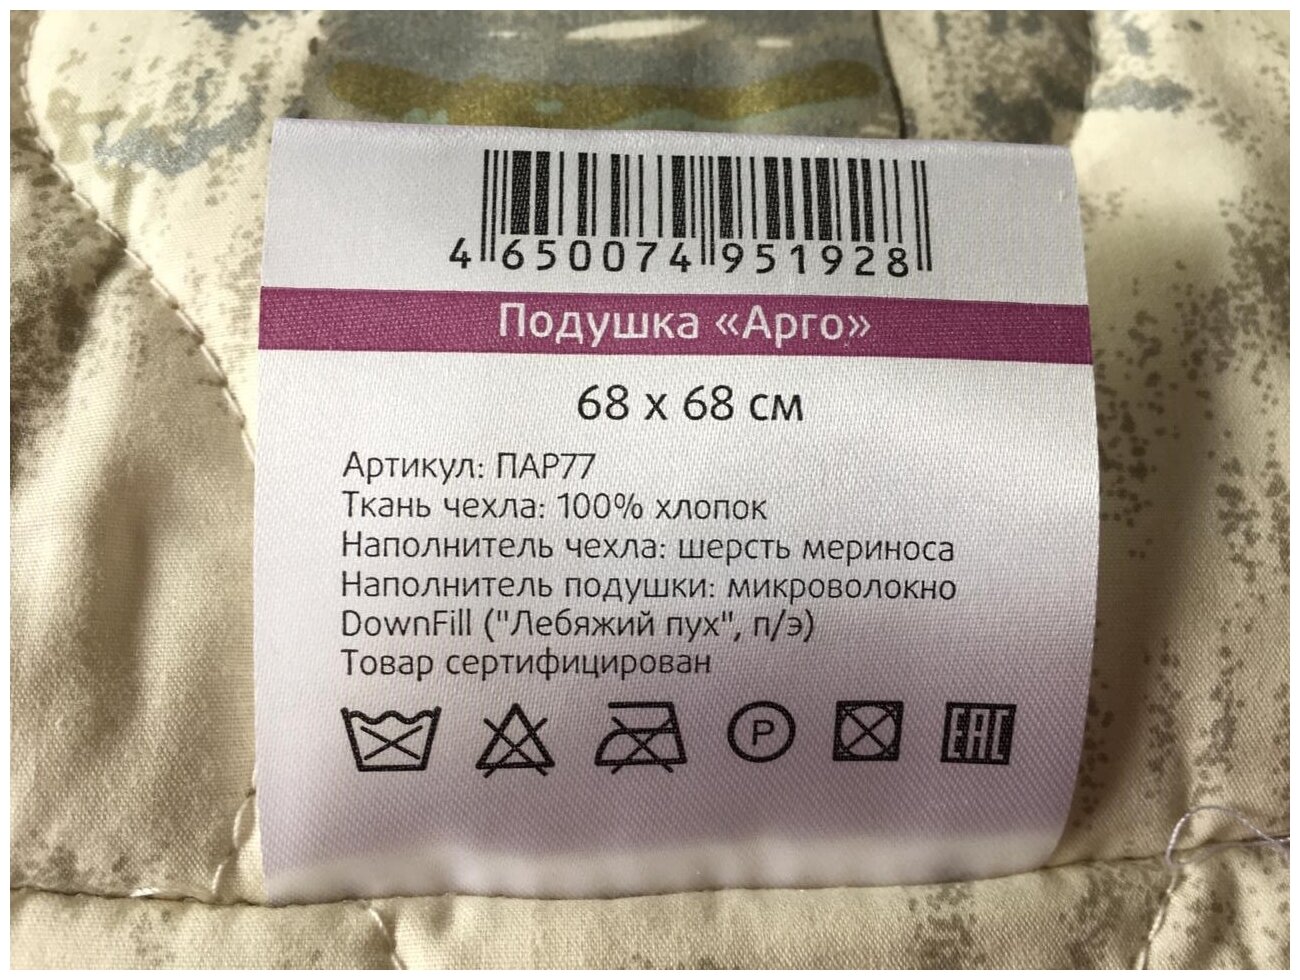 4 650074 951928
Подушка «Арго»
68 х 68 см
Артикул: ПАР77
Ткань чехла: 100% хлопок
Наполнитель чехла: шерсть мериноса
Наполнитель подушки: микроволокно
DownFill ("Лебяжий пух", п/э)
Товар сертифицирован
P EAC